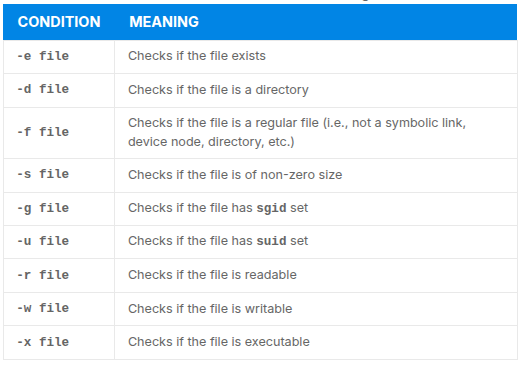 CONDITION MEANING
-e file Checks if the file exists
-d file Checks if the file is a directory
-f file Checks if the file is a regular file (i.e., not a symbolic link,
device node, directory, etc.)
-s file Checks if the file is of non-zero size
-g file Checks if the file has sgid set
-u file Checks if the file has suid set
-r file Checks if the file is readable
-w file Checks if the file is writable
-x file Checks if the file is executable